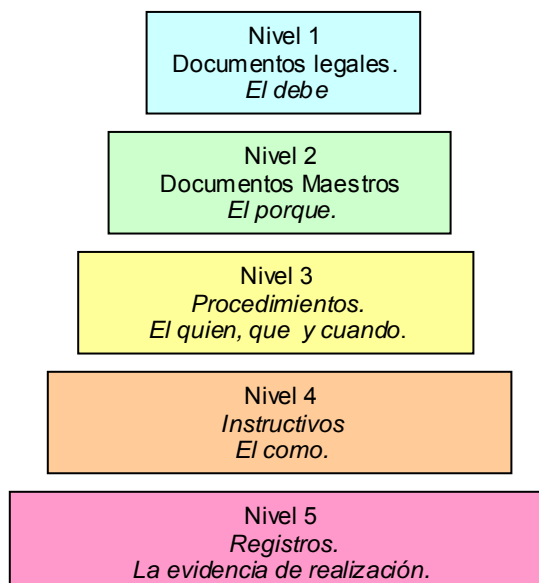 Nivel 1
Documentos legales.
El debe
Nivel 2
Documentos Maestros
El porque.
Nivel 3
Procedimientos.
El quien, que y cuando.
Nivel 4
Instructivos
El como.
Nivel 5
Registros.
La evidencia de realización.